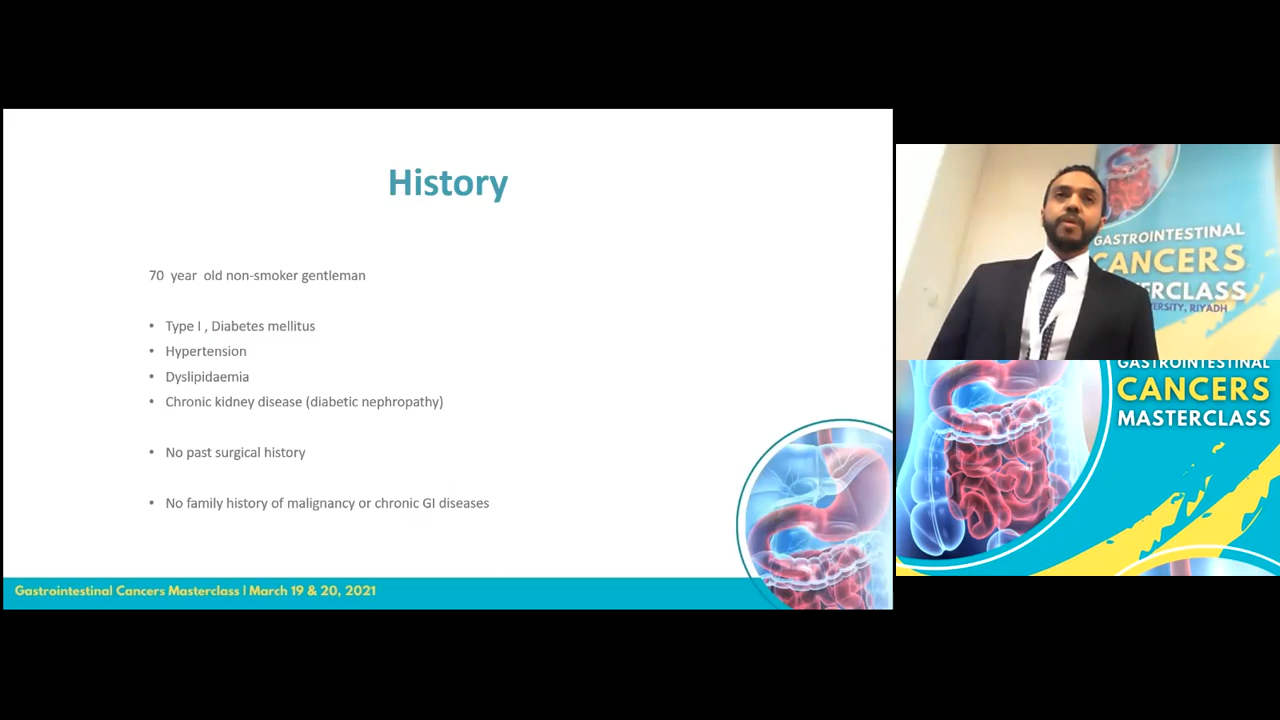 History
70 year old non-smoker gentleman
• Type I , Diabetes mellitus
• Hypertension
• Dyslipidaemia
• Chronic kidney disease (diabetic nephropathy)
• No past surgical history
• No family history of malignancy or chronic GI diseases
Gastrointestinal Cancers Masterclass | March 19 & 20, 2021
GASTROINTESTINAL
CANCERS
RIYADH
GASTROINTESTINAL
CANCERS
MASTERCLASS